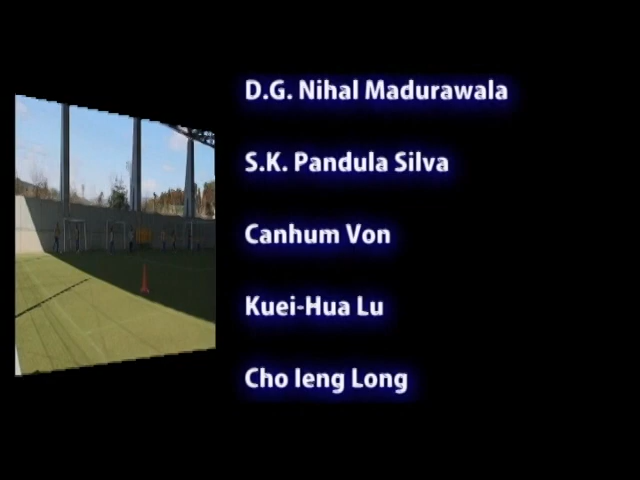 D.G. Nihal Madurawala
S.K. Pandula Silva
Canhum Von
Kuei-Hua Lu
Cho Ieng Long